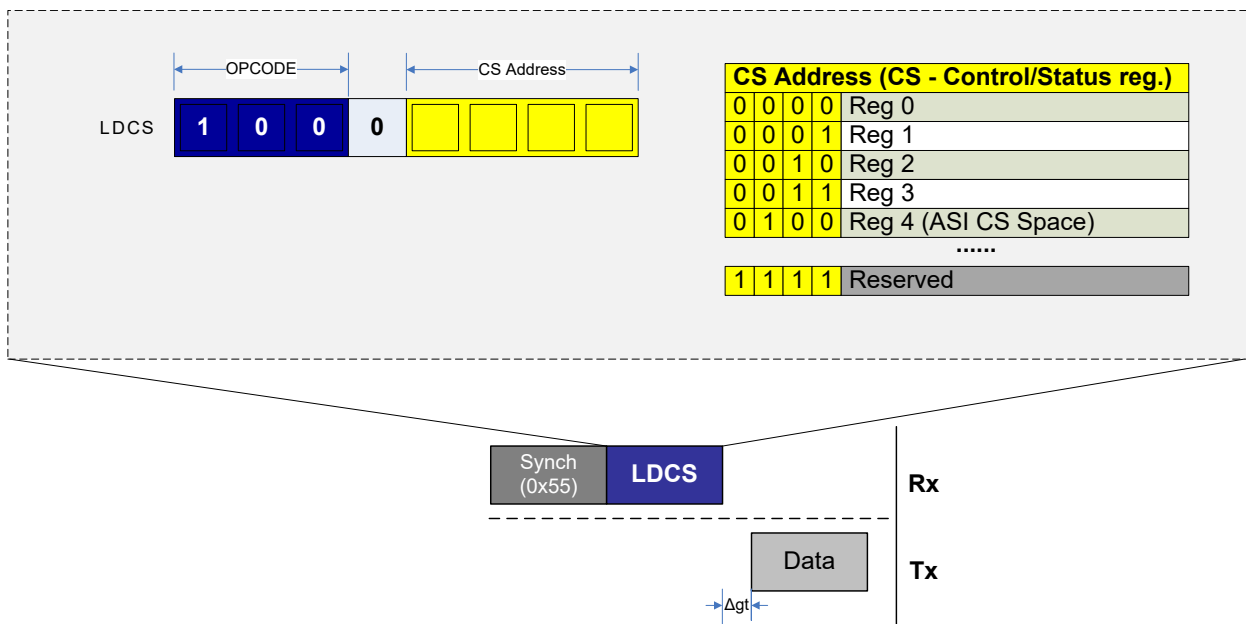 OPCODE
CS Address
LDCS
1 0 0 0
CS Address (CS - Control/Status reg.)
0 0 0 0 Reg 0
0 0 0 1 Reg 1
0 0 1 0 Reg 2
0 0 1 1 Reg 3
0 1 0 0 Reg 4 (ASI CS Space)
......
1 1 1 1 Reserved
Synch
(0x55)
LDCS
Rx
Data
Tx
Δgt